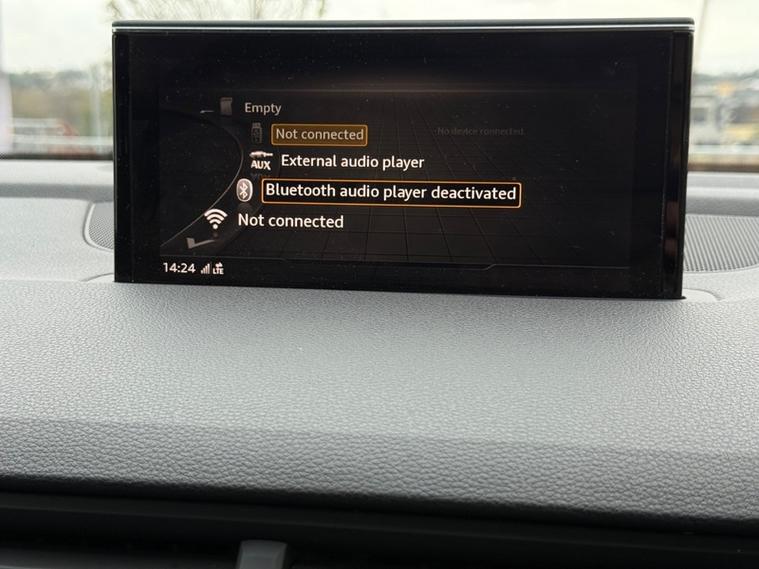 Empty
Not connected
No device connected.
AUX External audio player
Bluetooth audio player deactivated
Not connected
14:24 LTE